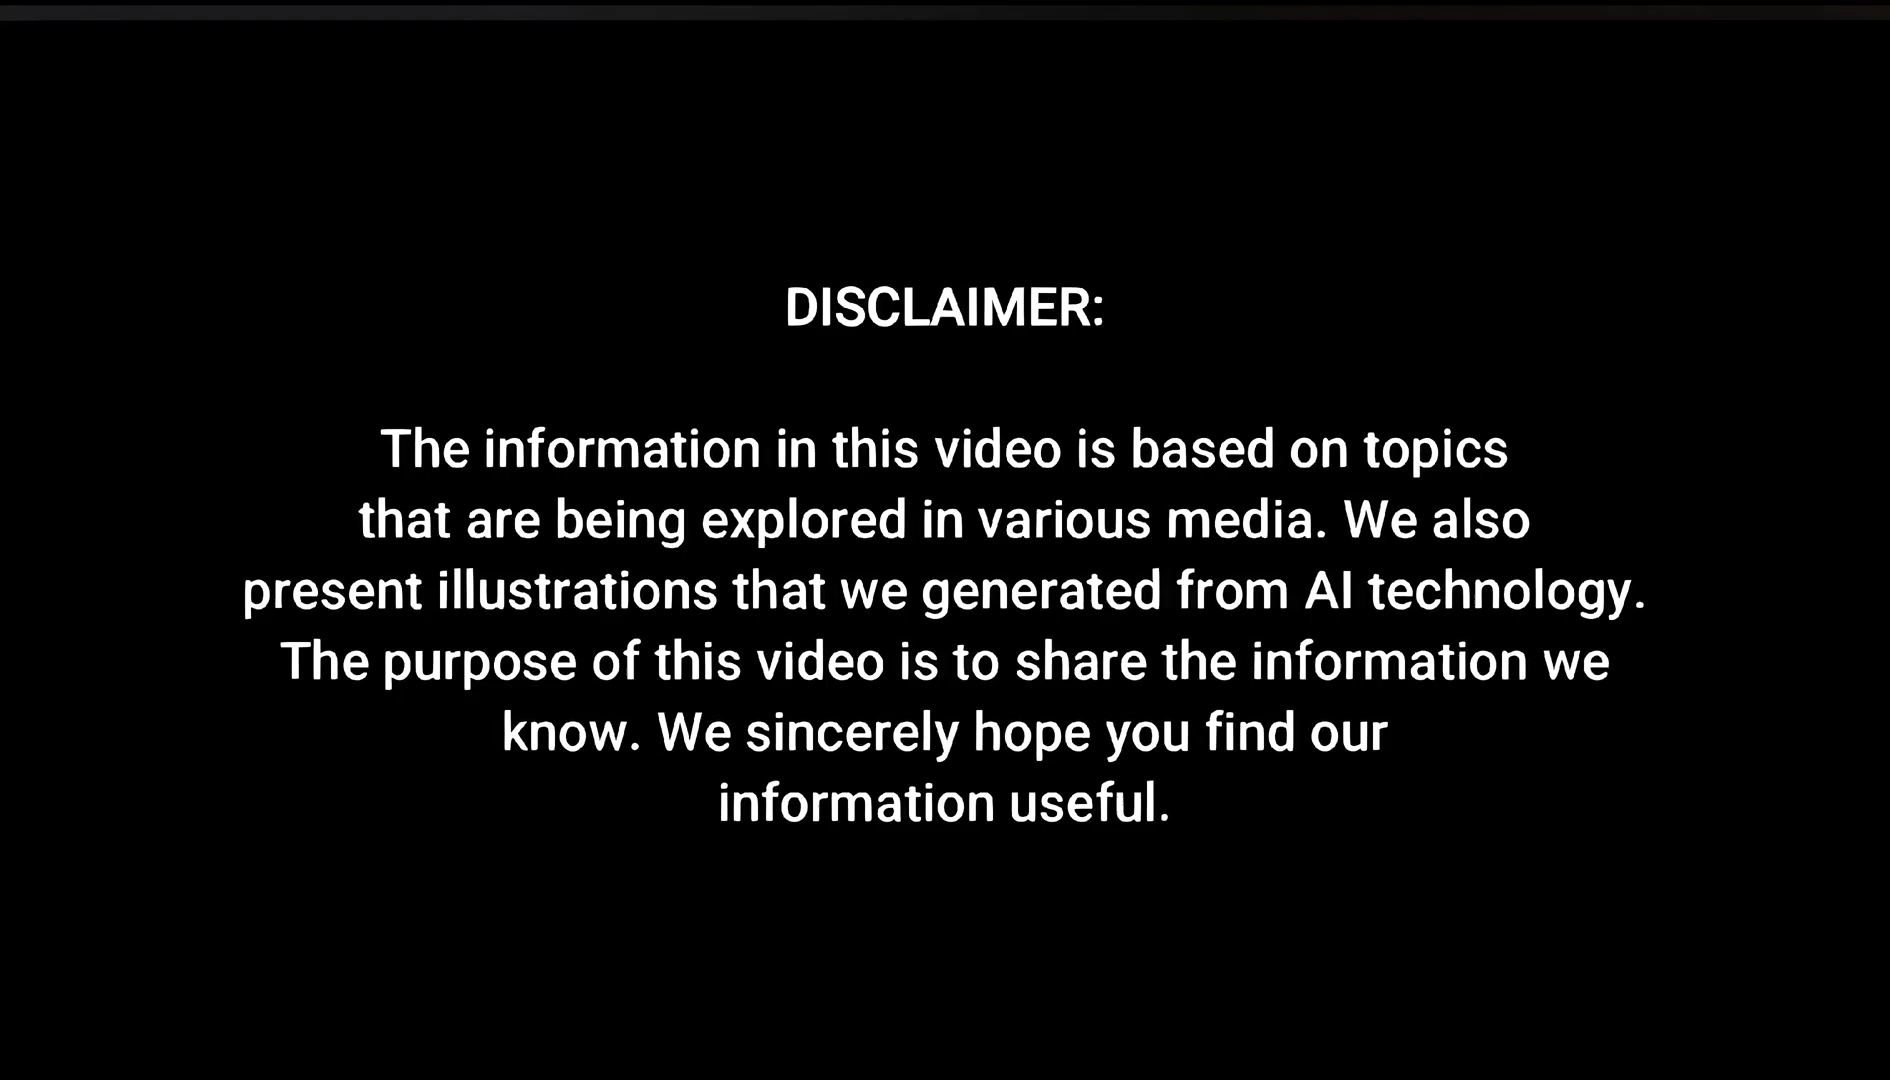 DISCLAIMER:
The information in this video is based on topics
that are being explored in various media. We also
present illustrations that we generated from AI technology.
The purpose of this video is to share the information we
know. We sincerely hope you find our
information useful.